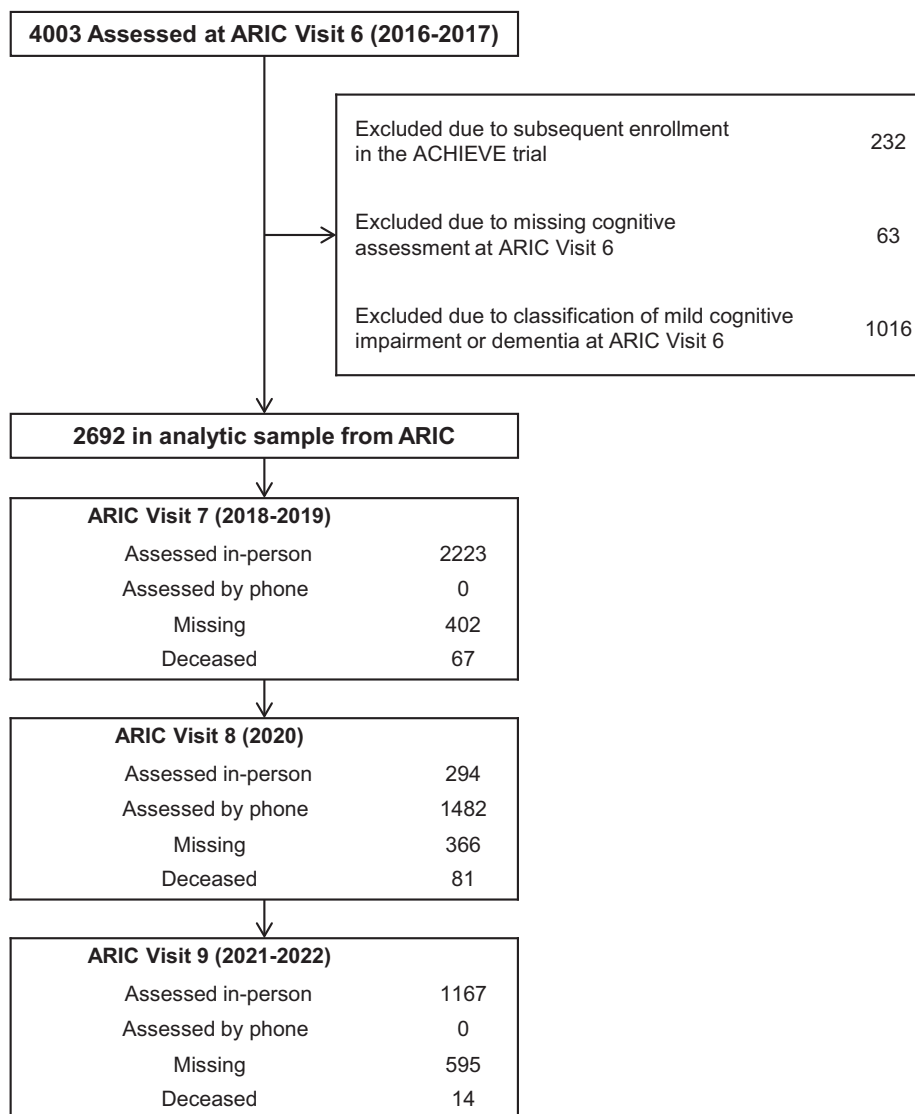 4003 Assessed at ARIC Visit 6 (2016-2017)
Excluded due to subsequent enrollment
in the ACHIEVE trial 232
Excluded due to missing cognitive
assessment at ARIC Visit 6 63
Excluded due to classification of mild cognitive
impairment or dementia at ARIC Visit 6 1016
2692 in analytic sample from ARIC
ARIC Visit 7 (2018-2019)
Assessed in-person 2223
Assessed by phone 0
Missing 402
Deceased 67
ARIC Visit 8 (2020)
Assessed in-person 294
Assessed by phone 1482
Missing 366
Deceased 81
ARIC Visit 9 (2021-2022)
Assessed in-person 1167
Assessed by phone 0
Missing 595
Deceased 14